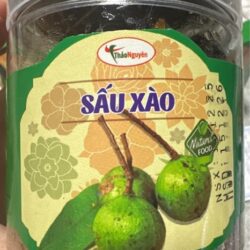 ThảoNguyên
SẤU XÀO
Natural
FOOD